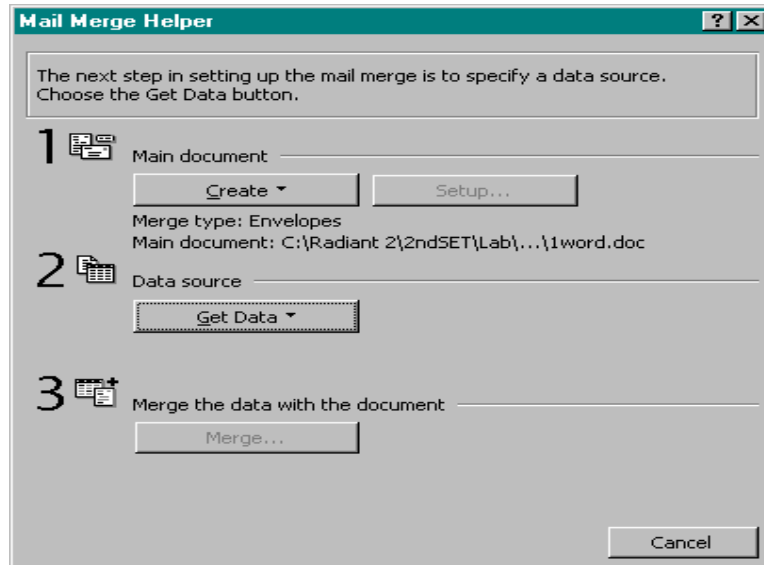 Mail Merge Helper
The next step in setting up the mail merge is to specify a data source.
Choose the Get Data button.
1 Main document
Create
Setup...
Merge type: Envelopes
Main document: C:\Radiant 2\2ndSET\Lab\...\1word.doc
2 Data source
Get Data
3 Merge the data with the document
Merge...
Cancel